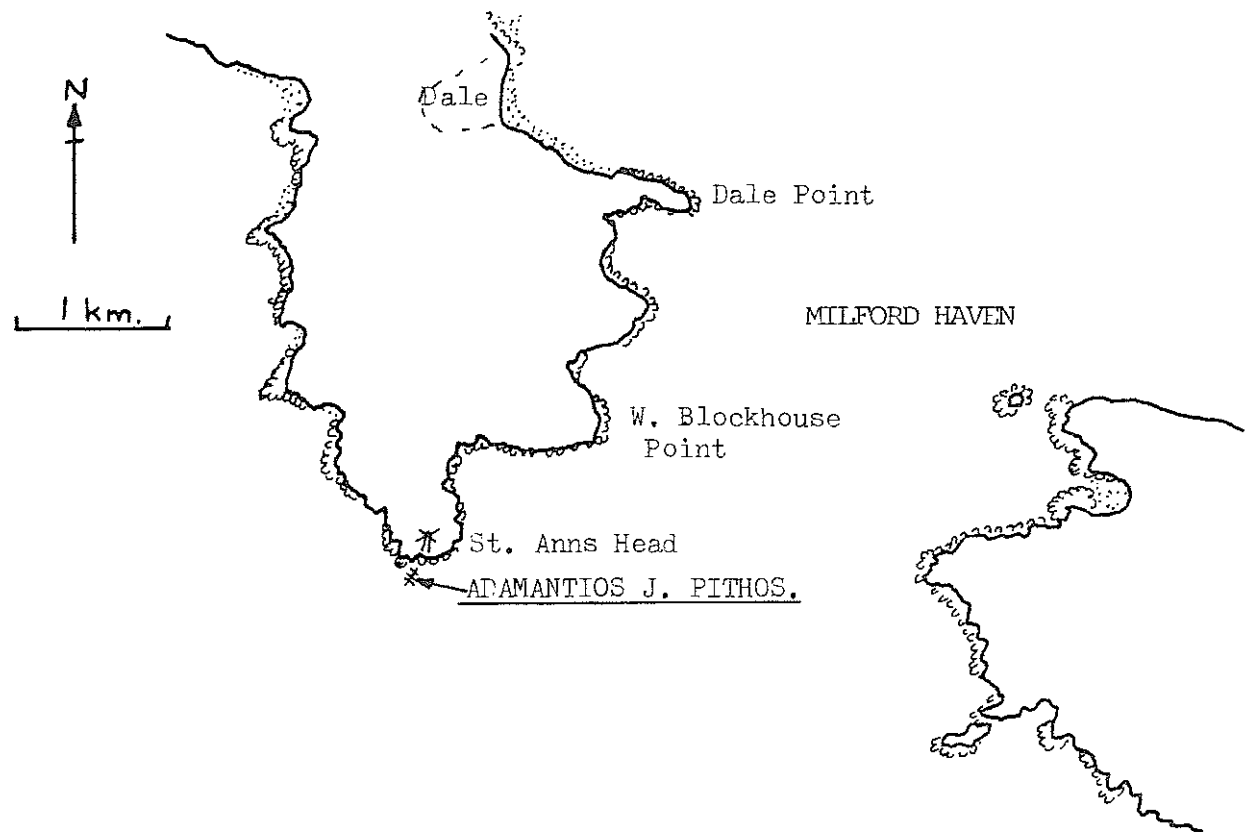 N
Dale
Dale Point
1 km.
MILFORD HAVEN
W. Blockhouse
Point
St. Anns Head
ADAMANTIOS J. PITHOS.